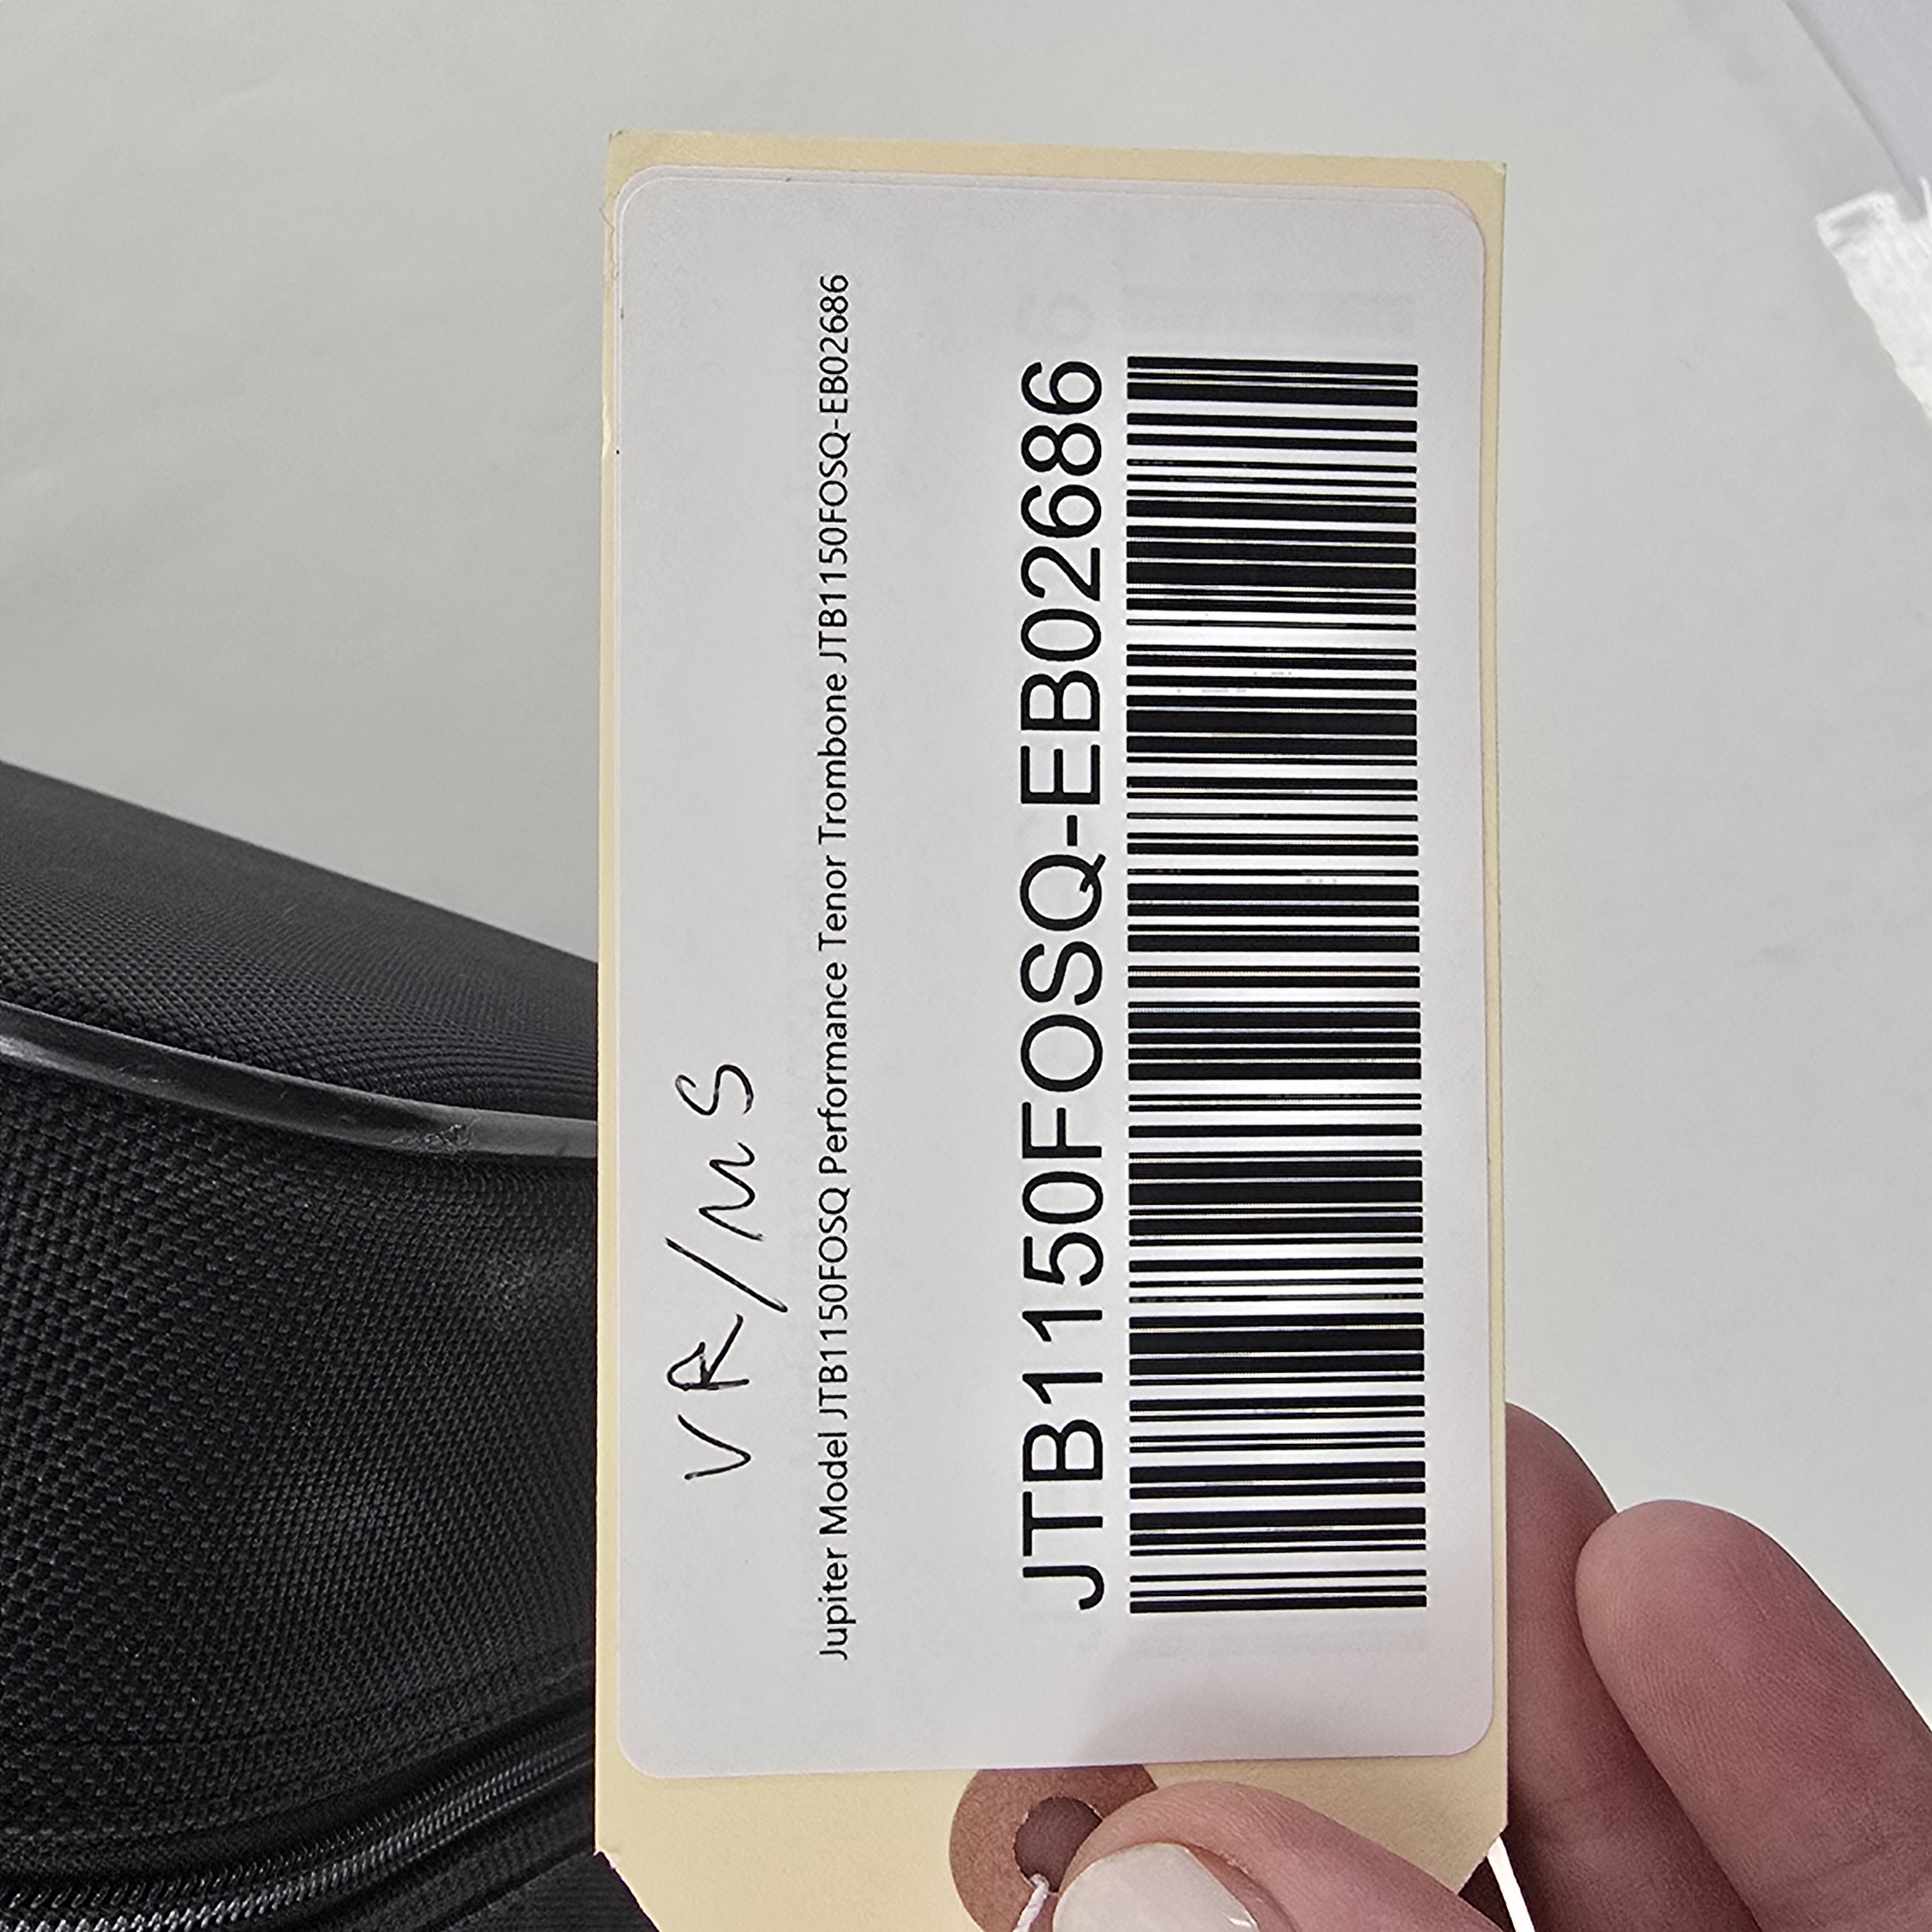 VR/MS
Jupiter Model JTB1150FOSQ Performance Tenor Trombone JTB1150FOSQ-EB02686
JTB1150FOSQ-EB02686